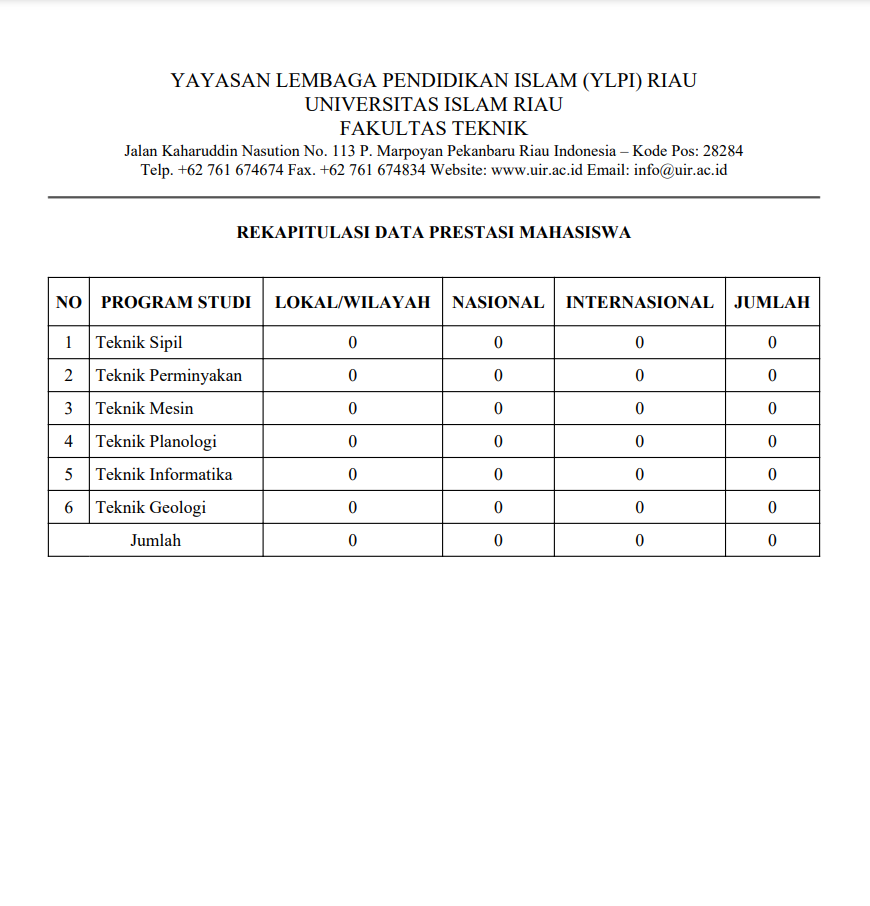 YAYASAN LEMBAGA PENDIDIKAN ISLAM (YLPI) RIAU
UNIVERSITAS ISLAM RIAU
FAKULTAS TEKNIK
Jalan Kaharuddin Nasution No. 113 P. Marpoyan Pekanbaru Riau Indonesia – Kode Pos: 28284
Telp. +62 761 674674 Fax. +62 761 674834 Website: www.uir.ac.id Email: info@uir.ac.id
REKAPITULASI DATA PRESTASI MAHASISWA
NO PROGRAM STUDI LOKAL/WILAYAH NASIONAL INTERNASIONAL JUMLAH
1 Teknik Sipil 0 0 0 0
2 Teknik Perminyakan 0 0 0 0
3 Teknik Mesin 0 0 0 0
4 Teknik Planologi 0 0 0 0
5 Teknik Informatika 0 0 0 0
6 Teknik Geologi 0 0 0 0
Jumlah 0 0 0 0